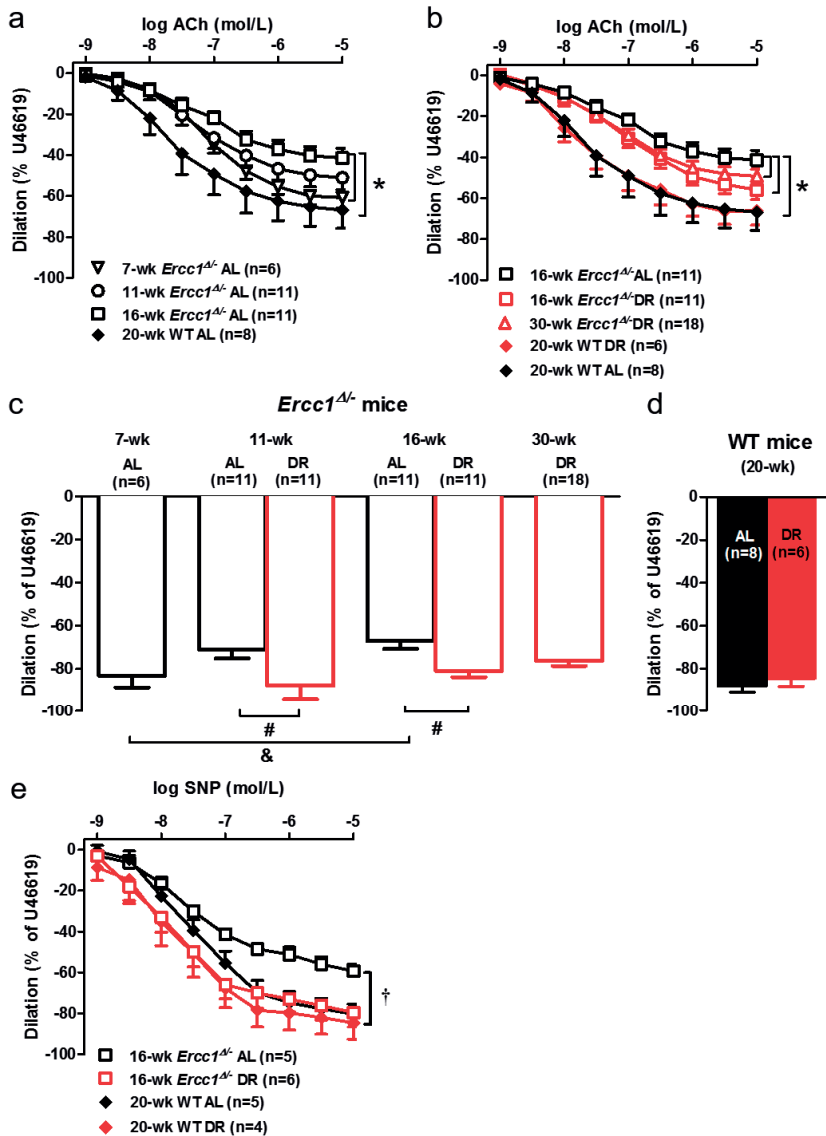 a
log ACh (mol/L)
-9 -8 -7 -6 -5
0
-20
-40
-60
-80
-100
Dilation (% U46619)
*
7-wk Ercc1Δ/- AL (n=6)
11-wk Ercc1Δ/- AL (n=11)
16-wk Ercc1Δ/- AL (n=11)
20-wk WT AL (n=8)
b
log ACh (mol/L)
-9 -8 -7 -6 -5
0
-20
-40
-60
-80
-100
Dilation (% U46619)
*
16-wk Ercc1Δ/- AL (n=11)
16-wk Ercc1Δ/- DR (n=11)
30-wk Ercc1Δ/- DR (n=18)
20-wk WT DR (n=6)
20-wk WT AL (n=8)
c
Ercc1Δ/- mice
7-wk 11-wk 16-wk 30-wk
AL AL DR AL DR DR
(n=6) (n=11) (n=11) (n=11) (n=11) (n=18)
0
-20
-40
-60
-80
-100
Dilation (% of U46619)
# #
&
d
WT mice
(20-wk)
0
-20
-40
-60
-80
-100
Dilation (% of U46619)
AL DR
(n=8) (n=6)
e
log SNP (mol/L)
-9 -8 -7 -6 -5
0
-20
-40
-60
-80
-100
Dilation (% of U46619)
†
16-wk Ercc1Δ/- AL (n=5)
16-wk Ercc1Δ/- DR (n=6)
20-wk WT AL (n=5)
20-wk WT DR (n=4)